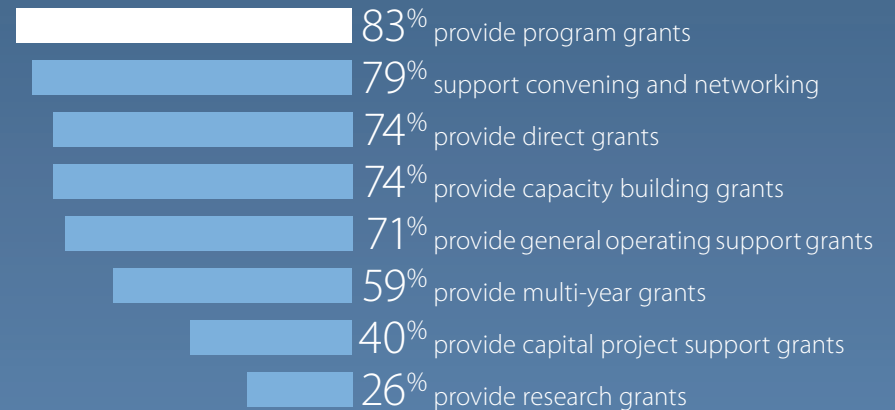 83% provide program grants
79% support convening and networking
74% provide direct grants
74% provide capacity building grants
71% provide general operating support grants
59% provide multi-year grants
40% provide capital project support grants
26% provide research grants